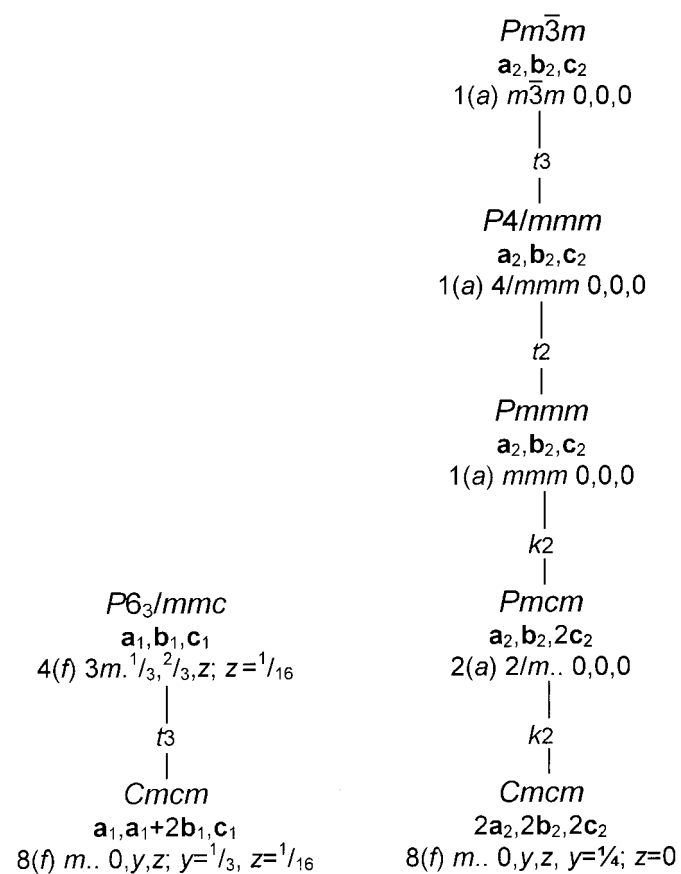 Pm3̅m
a₂,b₂,c₂
1(a) m3̅m 0,0,0
t3
P4/mmm
a₂,b₂,c₂
1(a) 4/mmm 0,0,0
t2
Pmmm
a₂,b₂,c₂
1(a) mmm 0,0,0
k2
P6₃/mmc
a₁,b₁,c₁
4(f) 3m.¹/₃,²/₃,z; z=¹/₁₆
t3
Cmcm
a₁,a₁+2b₁,c₁
8(f) m.. 0,y,z; y=¹/₃, z=¹/₁₆
Pmcm
a₂,b₂,2c₂
2(a) 2/m.. 0,0,0
k2
Cmcm
2a₂,2b₂,2c₂
8(f) m.. 0,y,z, y=¼; z=0